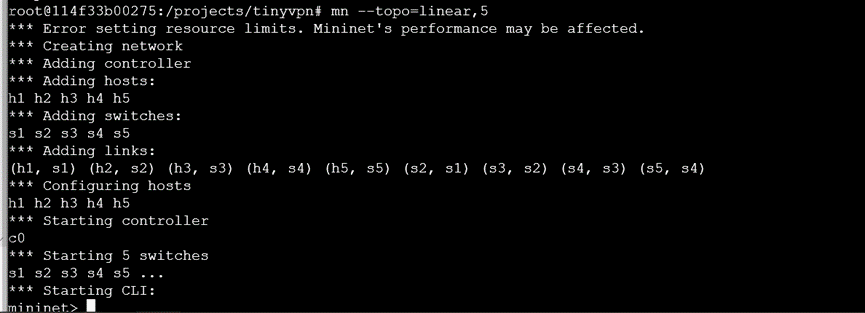 root@114f33b00275:/projects/tinyvpn# mn --topo=linear,5
*** Error setting resource limits. Mininet's performance may be affected.
*** Creating network
*** Adding controller
*** Adding hosts:
h1 h2 h3 h4 h5
*** Adding switches:
s1 s2 s3 s4 s5
*** Adding links:
(h1, s1) (h2, s2) (h3, s3) (h4, s4) (h5, s5) (s2, s1) (s3, s2) (s4, s3) (s5, s4)
*** Configuring hosts
h1 h2 h3 h4 h5
*** Starting controller
c0
*** Starting 5 switches
s1 s2 s3 s4 s5 ...
*** Starting CLI:
mininet>